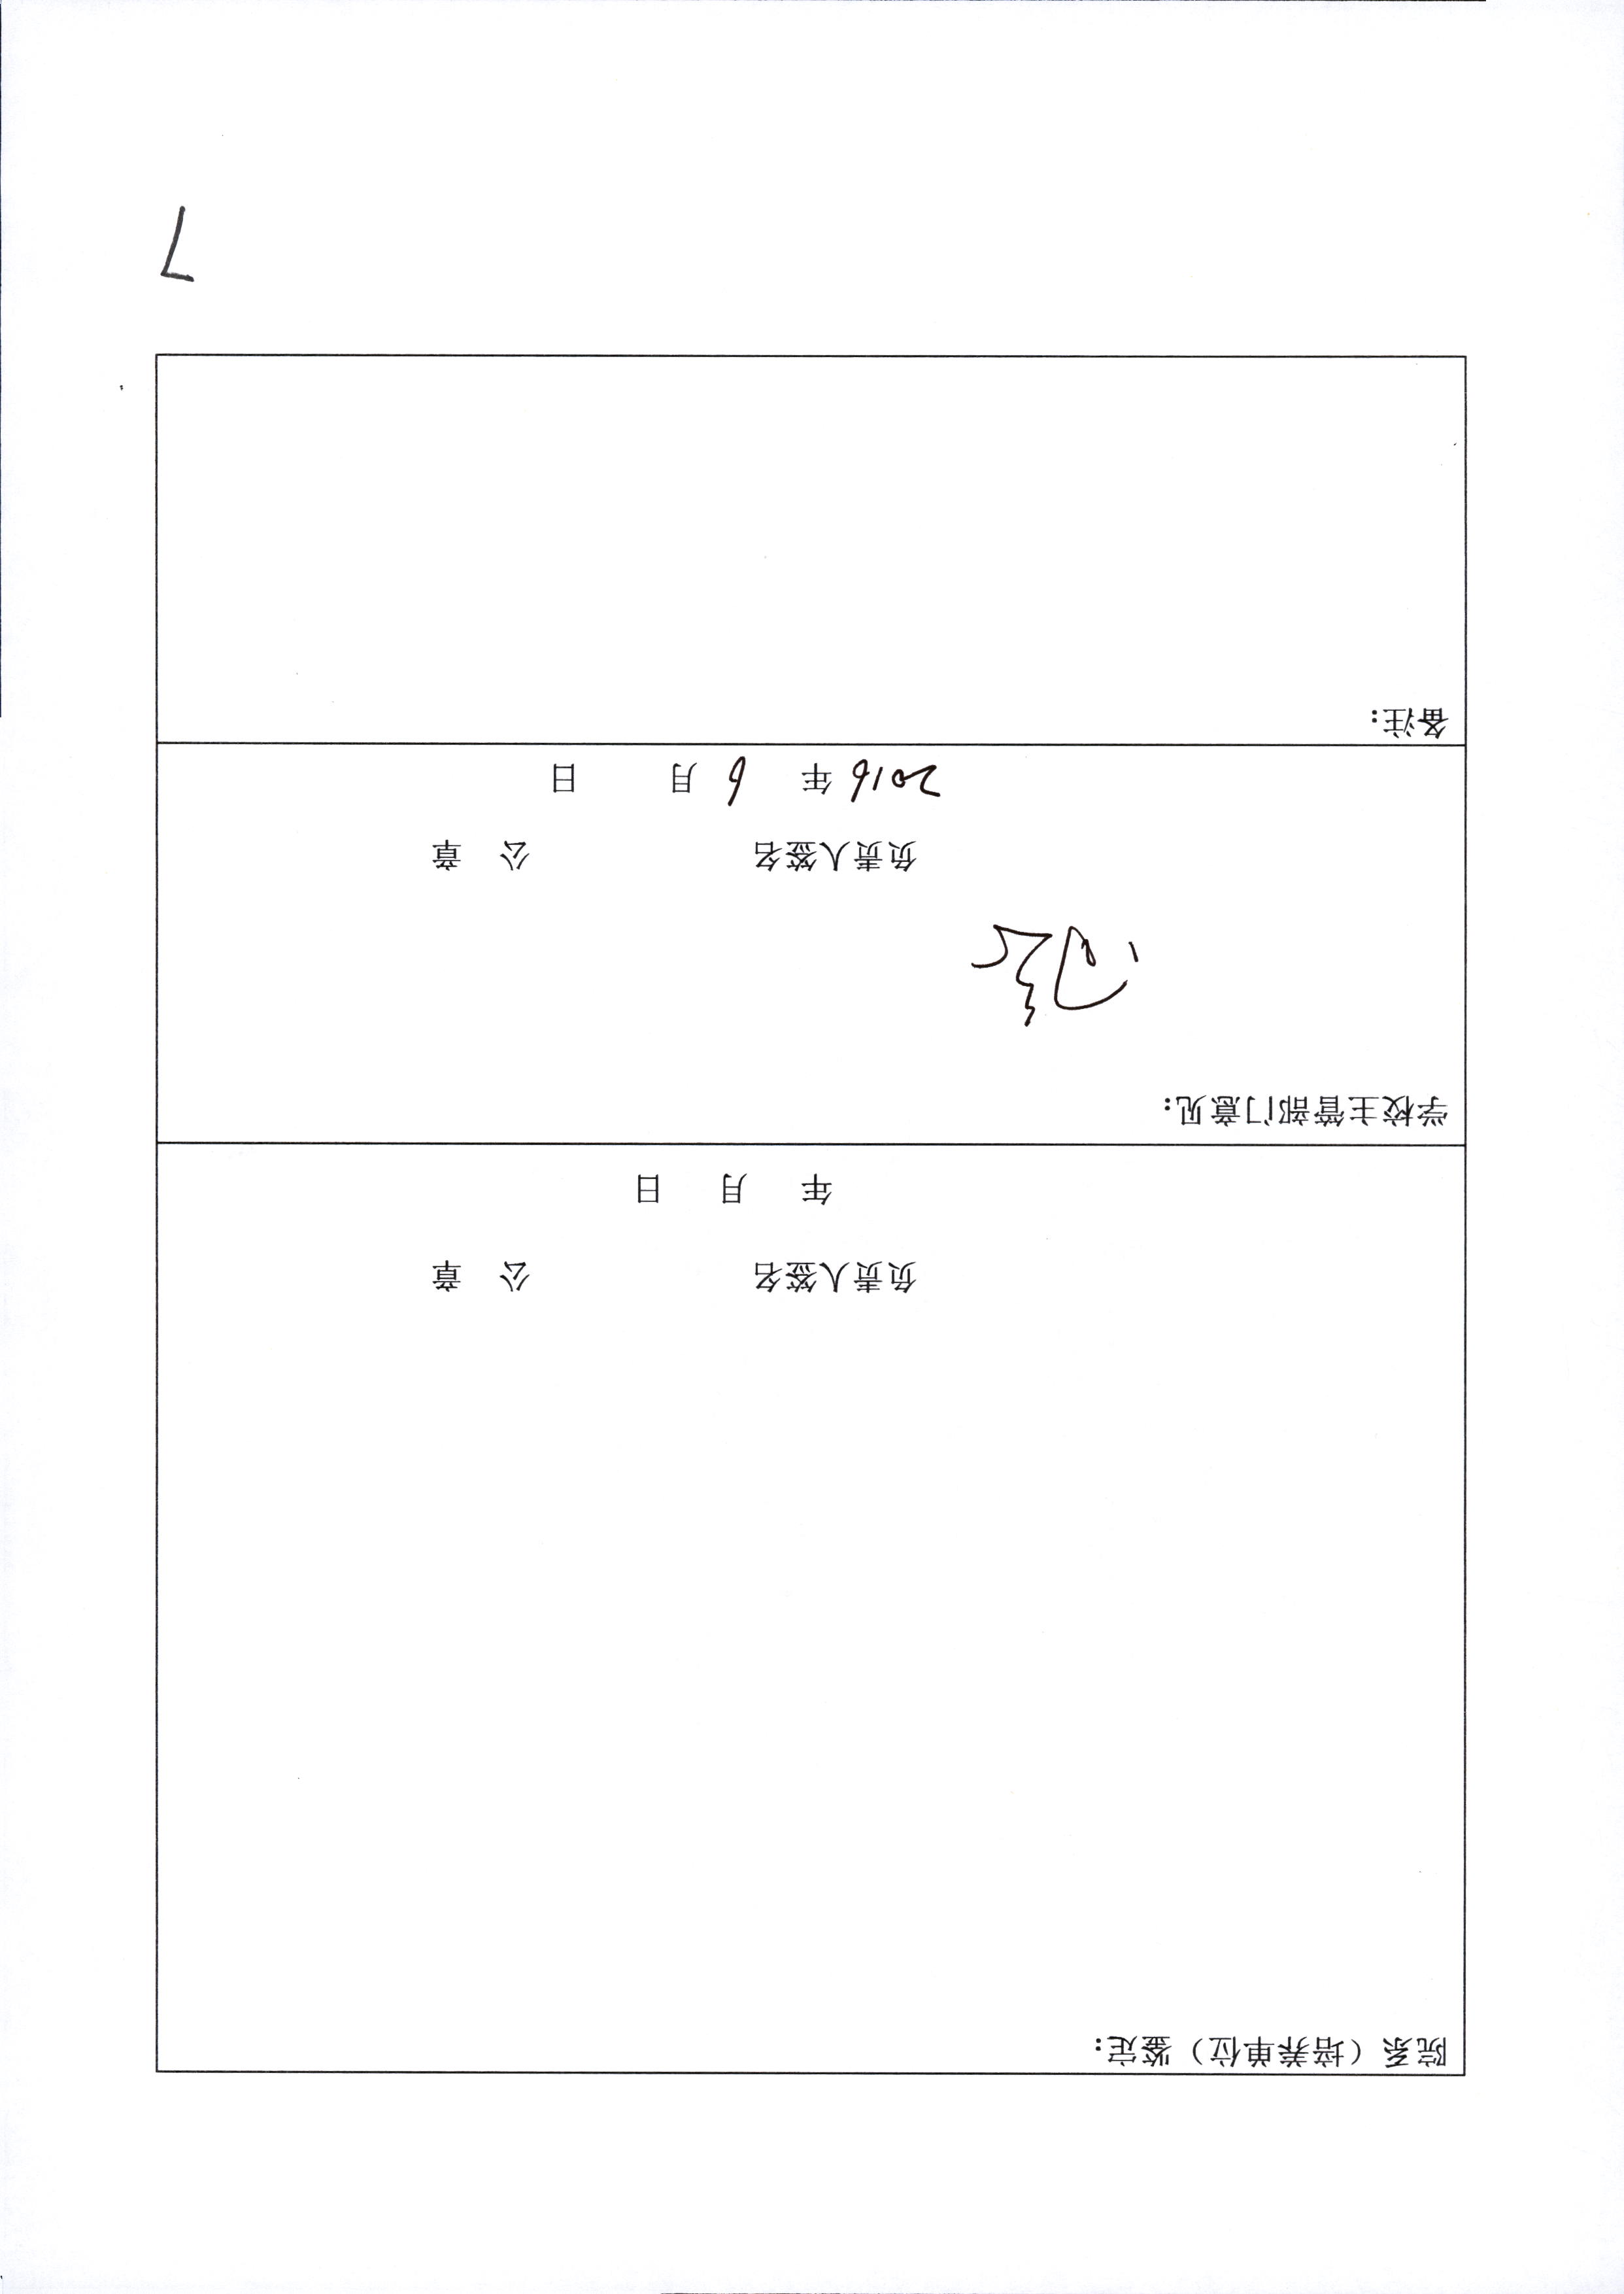 院系（培养单位）鉴定：
负责人签名 公 章
年 月 日
学校主管部门意见：
同意
负责人签名 公 章
2016 年 6 月 日
备注：
7